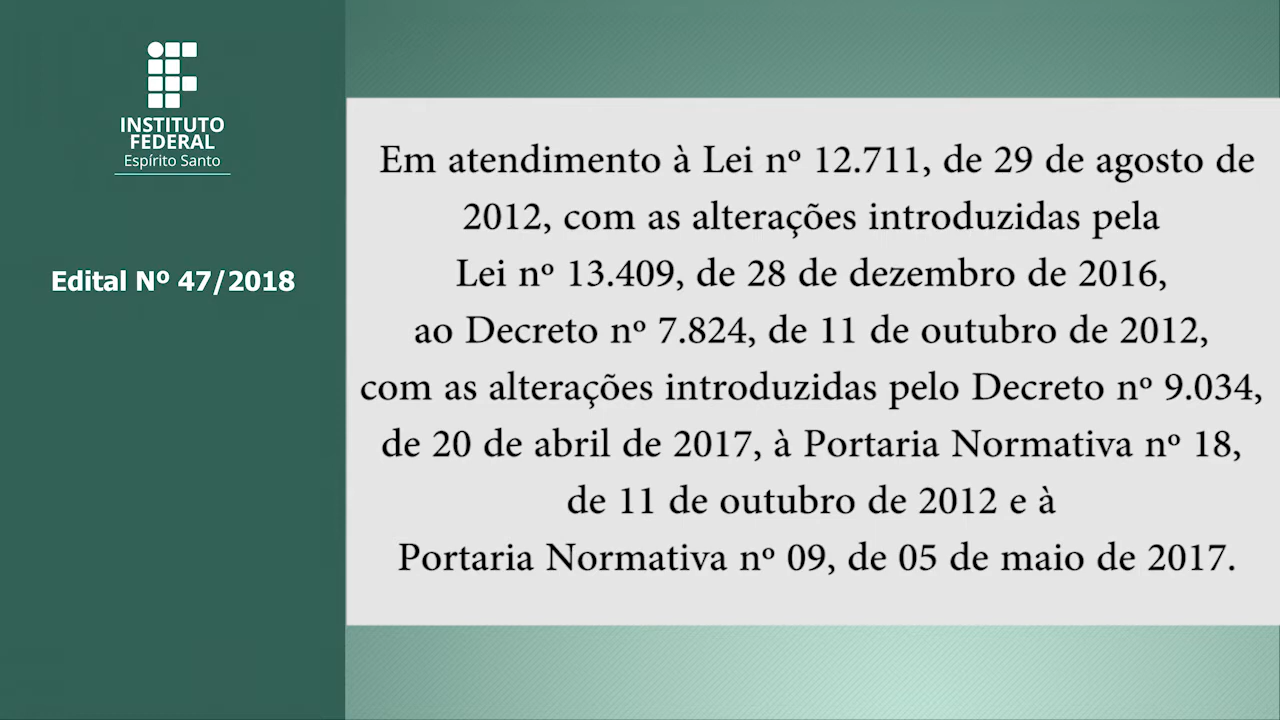 INSTITUTO
FEDERAL
Espírito Santo
Edital Nº 47/2018
Em atendimento à Lei nº 12.711, de 29 de agosto de
2012, com as alterações introduzidas pela
Lei nº 13.409, de 28 de dezembro de 2016,
ao Decreto nº 7.824, de 11 de outubro de 2012,
com as alterações introduzidas pelo Decreto nº 9.034,
de 20 de abril de 2017, à Portaria Normativa nº 18,
de 11 de outubro de 2012 e à
Portaria Normativa nº 09, de 05 de maio de 2017.